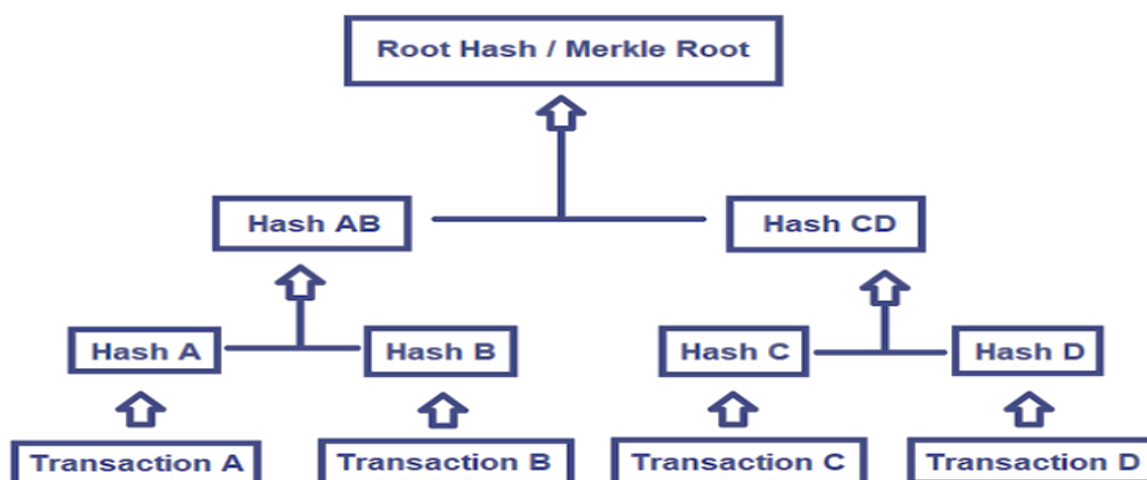 Root Hash / Merkle Root
Hash AB
Hash CD
Hash A
Hash B
Hash C
Hash D
Transaction A
Transaction B
Transaction C
Transaction D